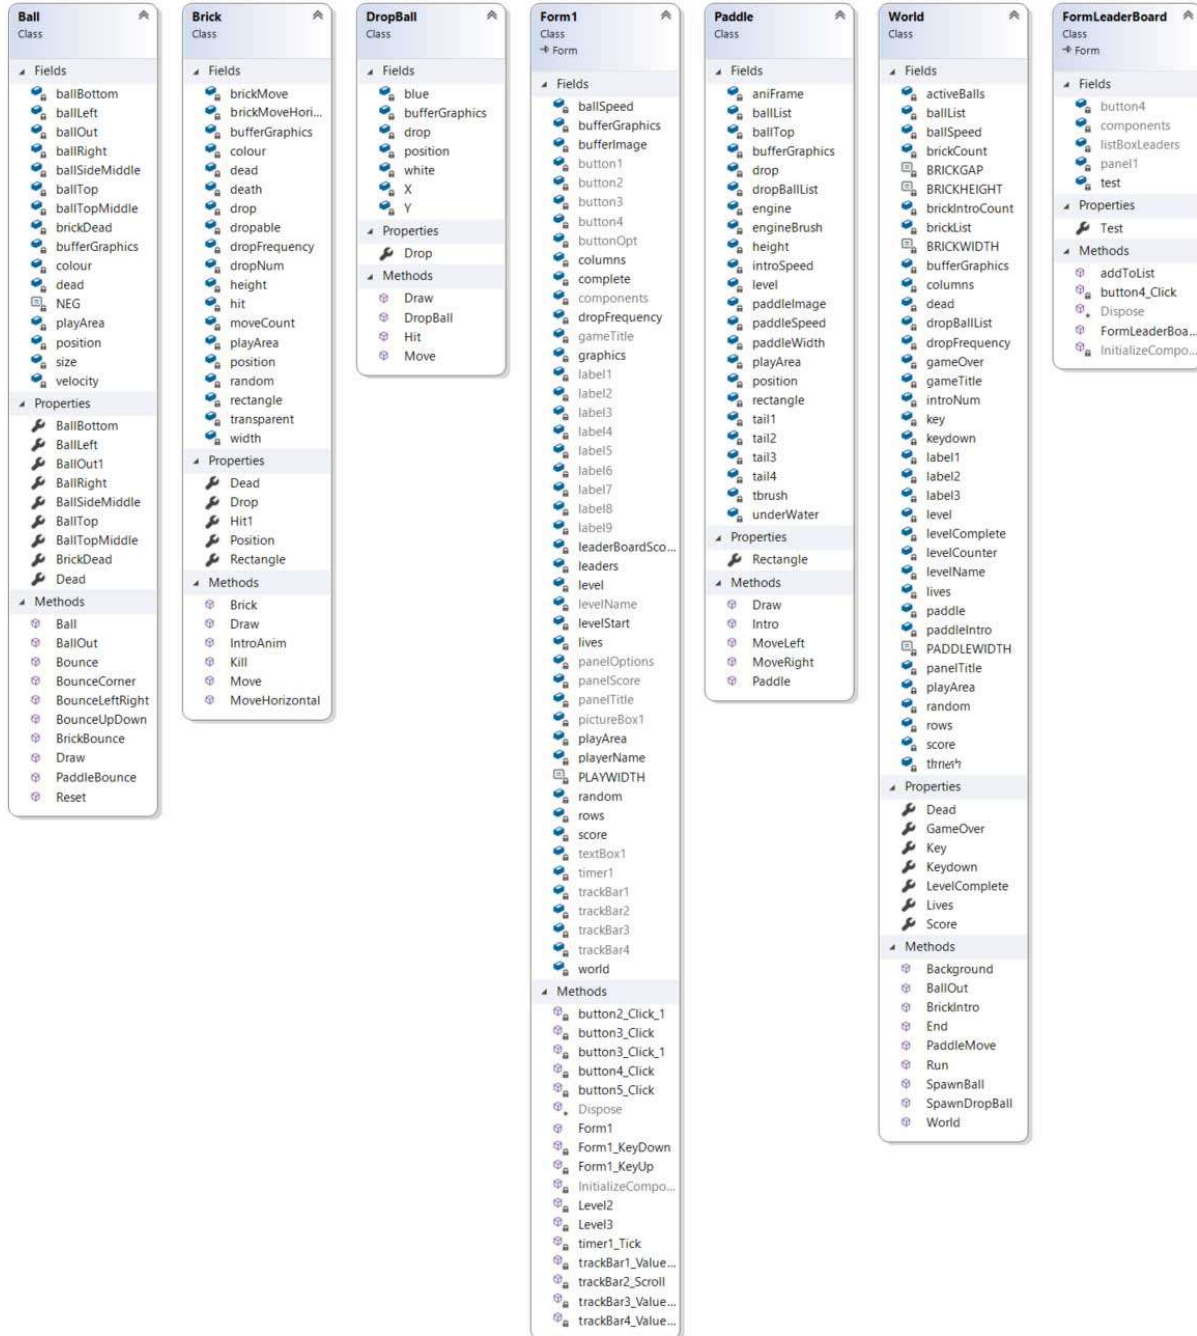 Ball
Class
Fields
ballBottom
ballLeft
ballOut
ballRight
ballSideMiddle
ballTop
ballTopMiddle
brickDead
bufferGraphics
colour
dead
NEG
playArea
position
size
velocity
Properties
BallBottom
BallLeft
BallOut1
BallRight
BallSideMiddle
BallTop
BallTopMiddle
BrickDead
Dead
Methods
Ball
BallOut
Bounce
BounceCorner
BounceLeftRight
BounceUpDown
BrickBounce
Draw
PaddleBounce
Reset
Brick
Class
Fields
brickMove
brickMoveHori...
bufferGraphics
colour
dead
death
drop
dropable
dropFrequency
dropNum
height
hit
moveCount
playArea
position
random
rectangle
transparent
width
Properties
Dead
Drop
Hit1
Position
Rectangle
Methods
Brick
Draw
IntroAnim
Kill
Move
MoveHorizontal
DropBall
Class
Fields
blue
bufferGraphics
drop
position
white
X
Y
Properties
Drop
Methods
Draw
DropBall
Hit
Move
Form1
Class
Form
Fields
ballSpeed
bufferGraphics
bufferImage
button1
button2
button3
button4
buttonOpt
columns
complete
components
dropFrequency
gameTitle
graphics
label1
label2
label3
label4
label5
label6
label7
label8
label9
leaderBoardSco...
leaders
level
levelName
levelStart
lives
panelOptions
panelScore
panelTitle
pictureBox1
playArea
playerName
PLAYWIDTH
random
rows
score
textBox1
timer1
trackBar1
trackBar2
trackBar3
trackBar4
world
Methods
button2_Click_1
button3_Click
button3_Click_1
button4_Click
button5_Click
Dispose
Form1
Form1_KeyDown
Form1_KeyUp
InitializeCompo...
Level2
Level3
timer1_Tick
trackBar1_Value...
trackBar2_Scroll
trackBar3_Value...
trackBar4_Value...
Paddle
Class
Fields
aniFrame
ballList
ballTop
bufferGraphics
drop
dropBallList
engine
engineBrush
height
introSpeed
level
paddleImage
paddleSpeed
paddleWidth
playArea
position
rectangle
tail1
tail2
tail3
tail4
tbrush
underWater
Properties
Rectangle
Methods
Draw
Intro
MoveLeft
MoveRight
Paddle
World
Class
Fields
activeBalls
ballList
ballSpeed
brickCount
BRICKGAP
BRICKHEIGHT
brickIntroCount
brickList
BRICKWIDTH
bufferGraphics
columns
dead
dropBallList
dropFrequency
gameOver
gameTitle
introNum
key
keydown
label1
label2
label3
level
levelComplete
levelCounter
levelName
lives
paddle
paddleIntro
PADDLEWIDTH
panelTitle
playArea
random
rows
score
Properties
Dead
GameOver
Key
Keydown
LevelComplete
Lives
Score
Methods
Background
BallOut
BrickIntro
End
PaddleMove
Run
SpawnBall
SpawnDropBall
World
FormLeaderBoard
Class
Form
Fields
button4
components
listBoxLeaders
panel1
test
Properties
Test
Methods
addToList
button4_Click
Dispose
FormLeaderBoa...
InitializeCompo...